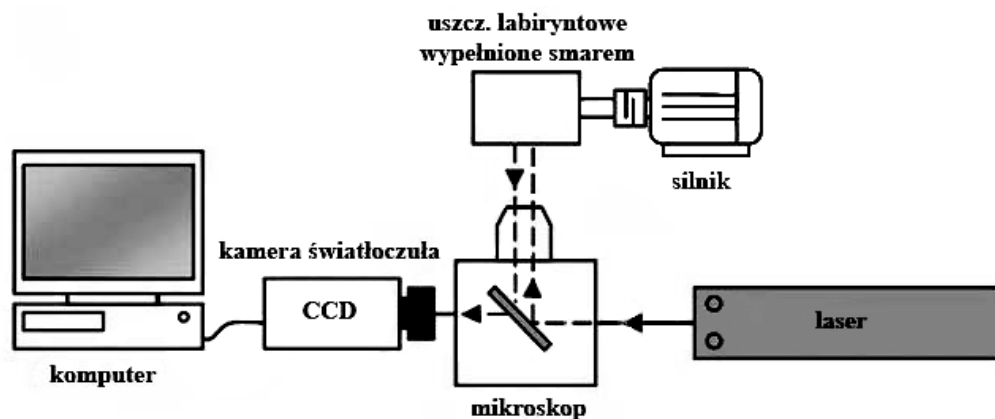 uszcz. labiryntowe
wypełnione smarem
silnik
kamera światłoczuła
CCD
laser
komputer
mikroskop